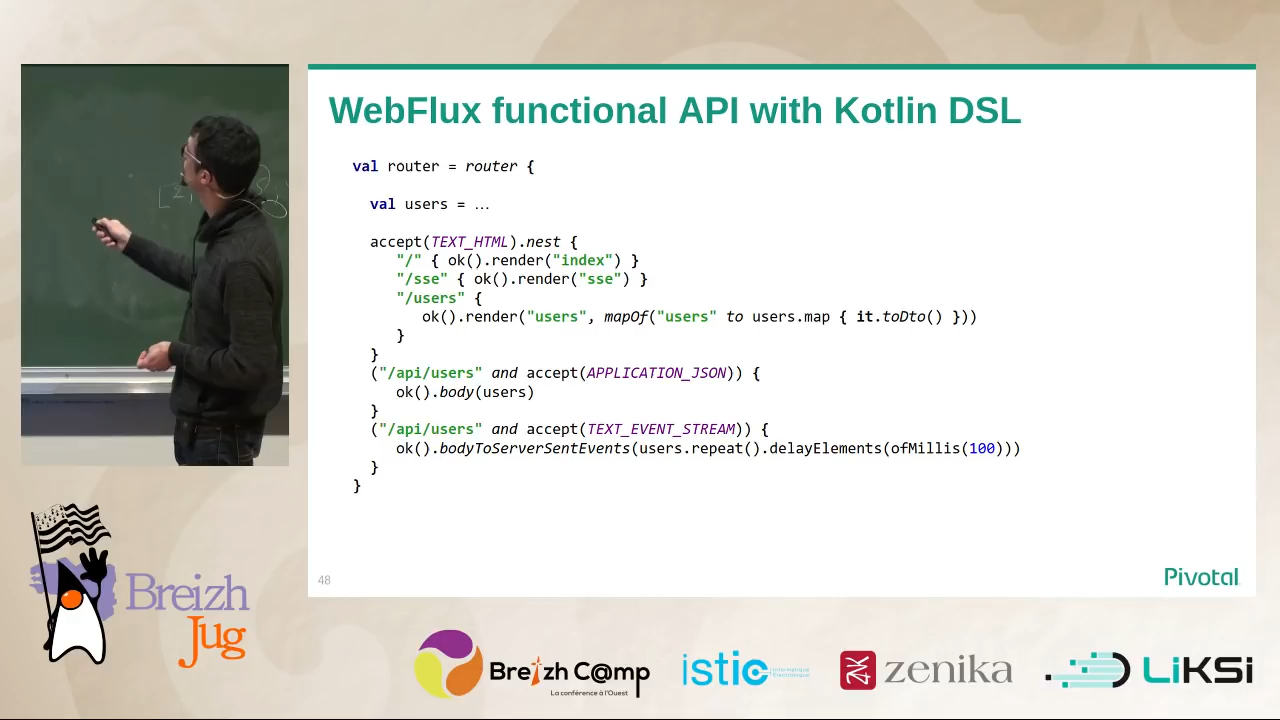 WebFlux functional API with Kotlin DSL
val router = router {
val users = …
accept(TEXT_HTML).nest {
"/" { ok().render("index") }
"/sse" { ok().render("sse") }
"/users" {
ok().render("users", mapOf("users" to users.map { it.toDto() }))
}
}
("/api/users" and accept(APPLICATION_JSON)) {
ok().body(users)
}
("/api/users" and accept(TEXT_EVENT_STREAM)) {
ok().bodyToServerSentEvents(users.repeat().delayElements(ofMillis(100)))
}
}
48
Pivotal
Breizh
Jug
Breizh C@mp
La conférence à l'Ouest
istic
Informatique
Électronique
zenika
LiKSi